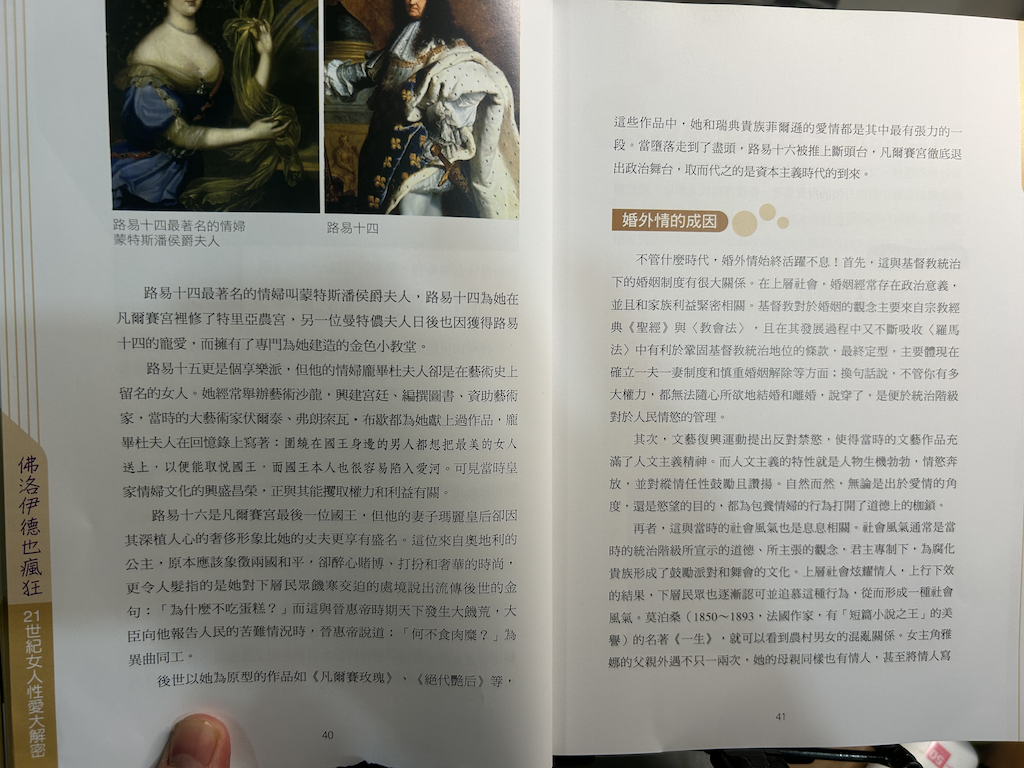 路易十四最著名的情婦
蒙特斯潘侯爵夫人
路易十四
路易十四最著名的情婦叫蒙特斯潘侯爵夫人，路易十四為她在
凡爾賽宮裡修了特里亞農宮，另一位曼特儂夫人日後也因獲得路易
十四的寵愛，而擁有了專門為她建造的金色小教堂。
路易十五更是個享樂派，但他的情婦龐畢杜夫人卻是在藝術史上
留名的女人。她經常舉辦藝術沙龍，興建宮廷、編撰圖書、資助藝術
家，當時的大藝術家伏爾泰、弗朗索瓦·布歇都為她獻上過作品，龐
畢杜夫人在回憶錄上寫著：圍繞在國王身邊的男人都想把最美的女人
送上，以便能取悅國王，而國王本人也很容易陷入愛河。可見當時皇
家情婦文化的興盛昌榮，正與其能攫取權力和利益有關。
路易十六是凡爾賽宮最後一位國王，但他的妻子瑪麗皇后卻因
其深植人心的奢侈形象比她的丈夫更享有盛名。這位來自奧地利的
公主，原本應該象徵兩國和平，卻醉心賭博、打扮和奢華的時尚，
更令人髮指的是她對下層民眾饑寒交迫的處境說出流傳後世的金
句：「為什麼不吃蛋糕？」而這與晉惠帝時期天下發生大饑荒，大
臣向他報告人民的苦難情況時，晉惠帝說道：「何不食肉糜？」為
異曲同工。
後世以她為原型的作品如《凡爾賽玫瑰》、《絕代艷后》等，
40
佛洛伊德也瘋狂
21世紀女人性愛大解密
這些作品中，她和瑞典貴族菲爾遜的愛情都是其中最有張力的一
段。當墮落走到了盡頭，路易十六被推上斷頭台，凡爾賽宮徹底退
出政治舞台，取而代之的是資本主義時代的到來。
婚外情的成因
不管什麼時代，婚外情始終活躍不息！首先，這與基督教統治
下的婚姻制度有很大關係。在上層社會，婚姻經常存在政治意義，
並且和家族利益緊密相關。基督教對於婚姻的觀念主要來自宗教經
典《聖經》與〈教會法〉，且在其發展過程中又不斷吸收〈羅馬
法〉中有利於鞏固基督教統治地位的條款，最終定型，主要體現在
確立一夫一妻制度和慎重婚姻解除等方面；換句話說，不管你有多
大權力，都無法隨心所欲地結婚和離婚，說穿了，是便於統治階級
對於人民情慾的管理。
其次，文藝復興運動提出反對禁慾，使得當時的文藝作品充
滿了人文主義精神。而人文主義的特性就是人物生機勃勃，情慾奔
放，並對縱情任性鼓勵且讚揚。自然而然，無論是出於愛情的角
度，還是慾望的目的，都為包養情婦的行為打開了道德上的枷鎖。
再者，這與當時的社會風氣也是息息相關。社會風氣通常是當
時的統治階級所宣示的道德、所主張的觀念，君主專制下，為腐化
貴族形成了鼓勵派對和舞會的文化。上層社會炫耀情人，上行下效
的結果，下層民眾也逐漸認可並追慕這種行為，從而形成一種社會
風氣。莫泊桑（1850～1893，法國作家，有「短篇小說之王」的美
譽）的名著《一生》，就可以看到農村男女的混亂關係。女主角雅
娜的父親外遇不只一兩次，她的母親同樣也有情人，甚至將情人寫
41